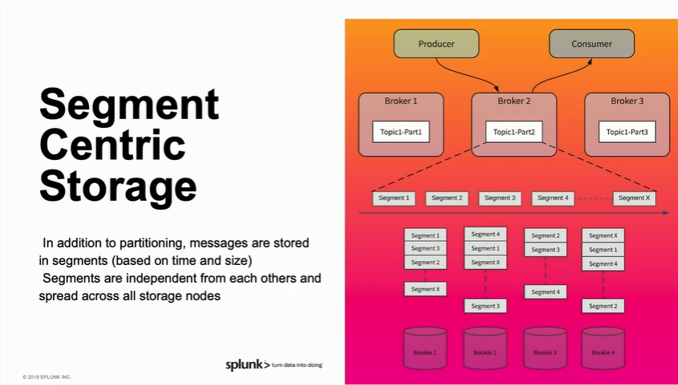 Segment
Centric
Storage
In addition to partitioning, messages are stored
in segments (based on time and size)
Segments are independent from each others and
spread across all storage nodes
© 2019 SPLUNK INC.
splunk> turn data into doing
Producer
Consumer
Broker 1
Broker 2
Broker 3
Topic1-Part1
Topic1-Part2
Topic1-Part3
Segment 1
Segment 2
Segment 3
Segment 4
Segment X
Segment 1
Segment 3
Segment 2
Segment X
Segment 4
Segment 1
Segment X
Segment 3
Segment 2
Segment 3
Segment 4
Segment X
Segment 1
Segment 4
Segment 2
Bookie 1
Bookie 2
Bookie 3
Bookie 4